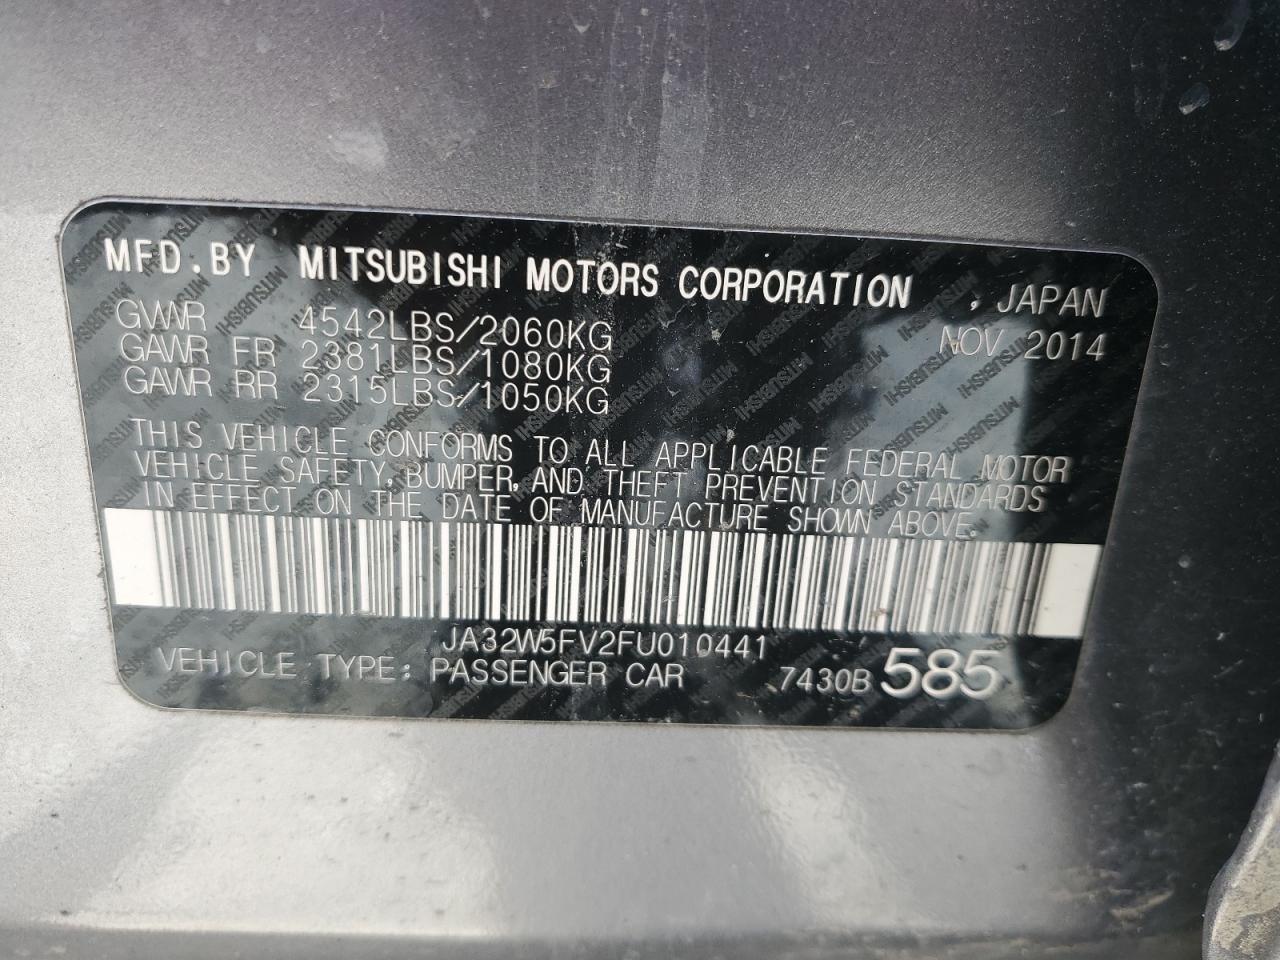 MFD.BY MITSUBISHI MOTORS CORPORATION , JAPAN
GVWR 4542LBS/2060KG NOV 2014
GAWR FR 2381LBS/1080KG
GAWR RR 2315LBS/1050KG
THIS VEHICLE CONFORMS TO ALL APPLICABLE FEDERAL MOTOR
VEHICLE SAFETY, BUMPER, AND THEFT PREVENTION STANDARDS
IN EFFECT ON THE DATE OF MANUFACTURE SHOWN ABOVE.
JA32W5FV2FU010441
VEHICLE TYPE: PASSENGER CAR 7430B 585